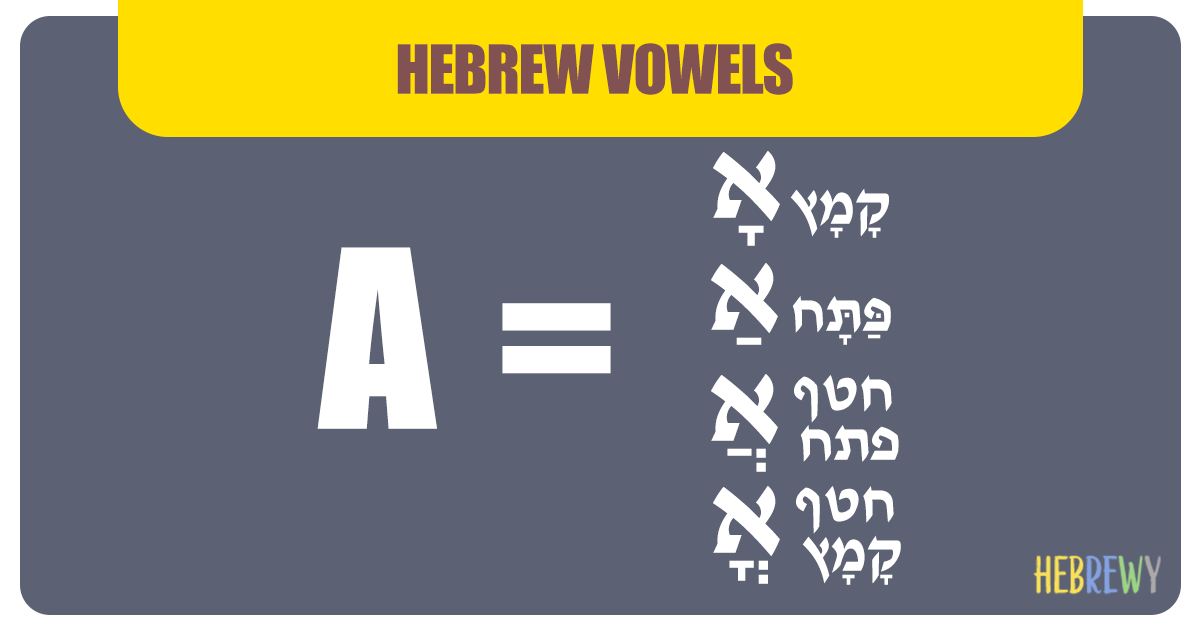 HEBREW VOWELS
A =
קָמָץ אָ
פַּתָּח אַ
חטף
פתח
אֲ
חטף
קָמָץ
אֳ
HEBREWY